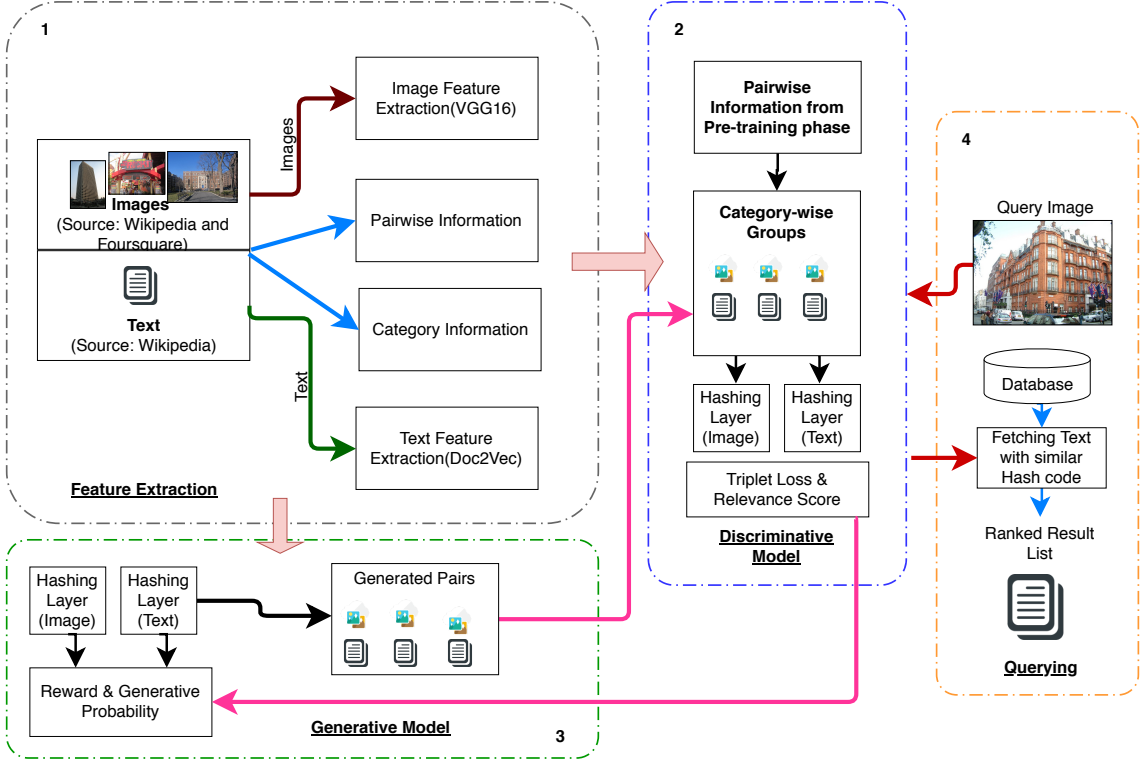 1
Image Feature
Extraction(VGG16)
Images
Images
(Source: Wikipedia and
Foursquare)
Pairwise Information
Category Information
Text
(Source: Wikipedia)
Text
Text Feature
Extraction(Doc2Vec)
Feature Extraction
2
Pairwise
Information from
Pre-training phase
Category-wise
Groups
Hashing
Layer
(Image)
Hashing
Layer
(Text)
Triplet Loss &
Relevance Score
Discriminative
Model
Hashing
Layer
(Image)
Hashing
Layer
(Text)
Generated Pairs
Reward & Generative
Probability
Generative Model
3
4
Query Image
Database
Fetching Text
with similar
Hash code
Ranked Result
List
Querying